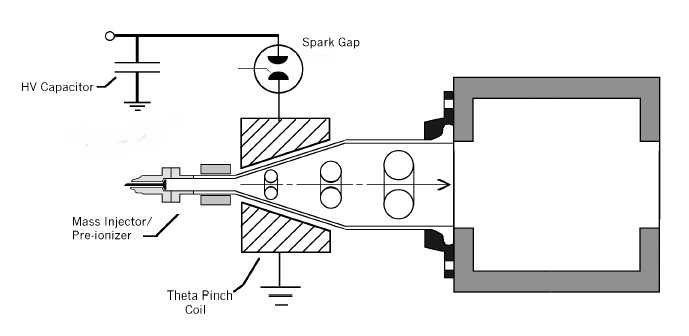 Spark Gap
HV Capacitor
Mass Injector/
Pre-ionizer
Theta Pinch
Coil